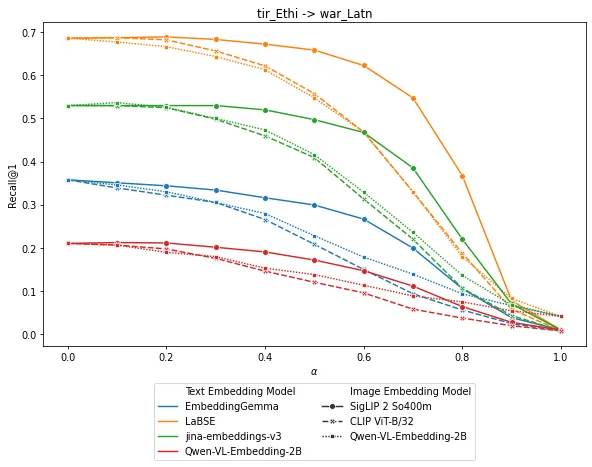 tir_Ethi -> war_Latn
0.7
0.6
0.5
0.4
0.3
0.2
0.1
0.0
Recall@1
0.0 0.2 0.4 0.6 0.8 1.0
α
Text Embedding Model Image Embedding Model
EmbeddingGemma SigLIP 2 So400m
LaBSE CLIP ViT-B/32
jina-embeddings-v3 Qwen-VL-Embedding-2B
Qwen-VL-Embedding-2B